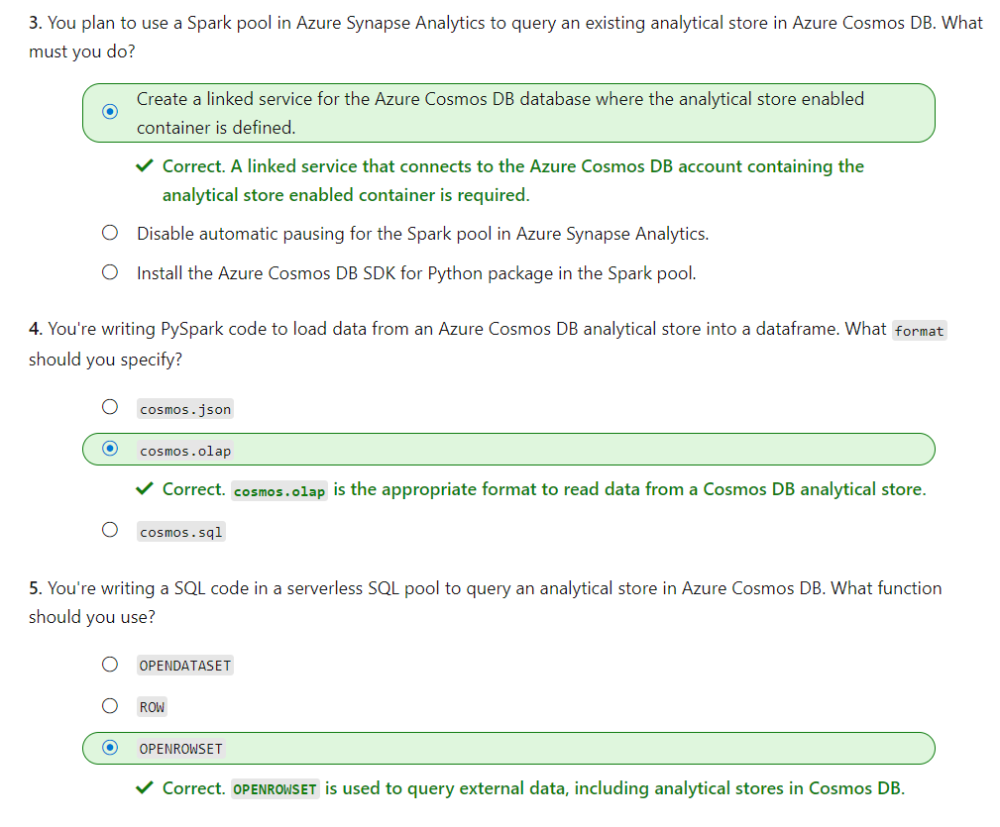 3. You plan to use a Spark pool in Azure Synapse Analytics to query an existing analytical store in Azure Cosmos DB. What
must you do?
Create a linked service for the Azure Cosmos DB database where the analytical store enabled
container is defined.
Correct. A linked service that connects to the Azure Cosmos DB account containing the
analytical store enabled container is required.
Disable automatic pausing for the Spark pool in Azure Synapse Analytics.
Install the Azure Cosmos DB SDK for Python package in the Spark pool.
4. You're writing PySpark code to load data from an Azure Cosmos DB analytical store into a dataframe. What format
should you specify?
cosmos.json
cosmos.olap
Correct. cosmos.olap is the appropriate format to read data from a Cosmos DB analytical store.
cosmos.sql
5. You're writing a SQL code in a serverless SQL pool to query an analytical store in Azure Cosmos DB. What function
should you use?
OPENDATASET
ROW
OPENROWSET
Correct. OPENROWSET is used to query external data, including analytical stores in Cosmos DB.